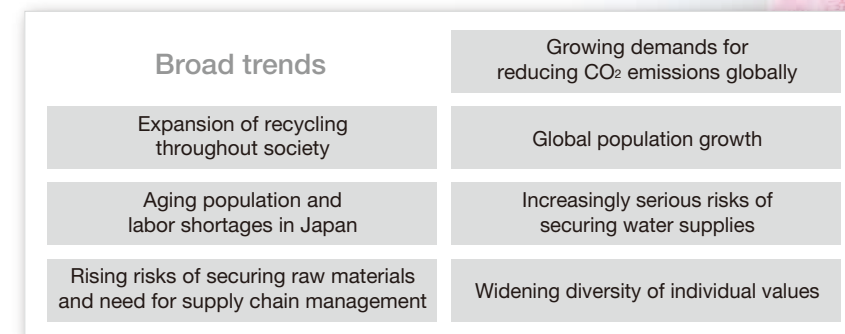 Broad trends
Growing demands for
reducing CO2 emissions globally
Expansion of recycling
throughout society
Global population growth
Aging population and
labor shortages in Japan
Increasingly serious risks of
securing water supplies
Rising risks of securing raw materials
and need for supply chain management
Widening diversity of individual values